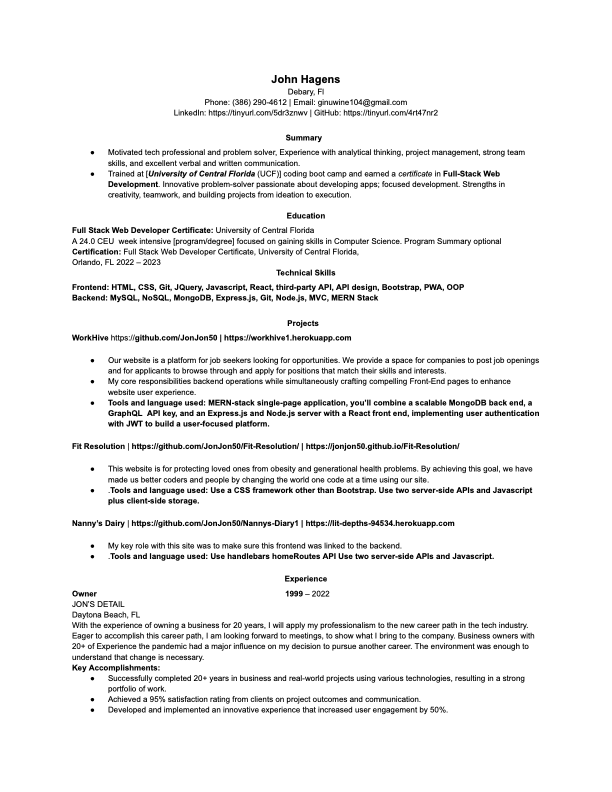 John Hagens
Debary, Fl
Phone: (386) 290-4612 | Email: ginuwine104@gmail.com
LinkedIn: https://tinyurl.com/5dr3znwv | GitHub: https://tinyurl.com/4rt47nr2
Summary
● Motivated tech professional and problem solver, Experience with analytical thinking, project management, strong team
skills, and excellent verbal and written communication.
● Trained at [University of Central Florida (UCF)] coding boot camp and earned a certificate in Full-Stack Web
Development. Innovative problem-solver passionate about developing apps; focused development. Strengths in
creativity, teamwork, and building projects from ideation to execution.
Education
Full Stack Web Developer Certificate: University of Central Florida
A 24.0 CEU week intensive [program/degree] focused on gaining skills in Computer Science. Program Summary optional
Certification: Full Stack Web Developer Certificate, University of Central Florida,
Orlando, FL 2022 – 2023
Technical Skills
Frontend: HTML, CSS, Git, JQuery, Javascript, React, third-party API, API design, Bootstrap, PWA, OOP
Backend: MySQL, NoSQL, MongoDB, Express.js, Git, Node.js, MVC, MERN Stack
Projects
WorkHive https://github.com/JonJon50 | https://workhive1.herokuapp.com
● Our website is a platform for job seekers looking for opportunities. We provide a space for companies to post job openings
and for applicants to browse through and apply for positions that match their skills and interests.
● My core responsibilities backend operations while simultaneously crafting compelling Front-End pages to enhance
website user experience.
● Tools and language used: MERN-stack single-page application, you'll combine a scalable MongoDB back end, a
GraphQL API key, and an Express.js and Node.js server with a React front end, implementing user authentication
with JWT to build a user-focused platform.
Fit Resolution | https://github.com/JonJon50/Fit-Resolution/ | https://jonjon50.github.io/Fit-Resolution/
● This website is for protecting loved ones from obesity and generational health problems. By achieving this goal, we have
made us better coders and people by changing the world one code at a time using our site.
● .Tools and language used: Use a CSS framework other than Bootstrap. Use two server-side APIs and Javascript
plus client-side storage.
Nanny's Dairy | https://github.com/JonJon50/Nannys-Diary1 | https://lit-depths-94534.herokuapp.com
● My key role with this site was to make sure this frontend was linked to the backend.
● .Tools and language used: Use handlebars homeRoutes API Use two server-side APIs and Javascript.
Experience
Owner 1999 – 2022
JON'S DETAIL
Daytona Beach, FL
With the experience of owning a business for 20 years, I will apply my professionalism to the new career path in the tech industry.
Eager to accomplish this career path, I am looking forward to meetings, to show what I bring to the company. Business owners with
20+ of Experience the pandemic had a major influence on my decision to pursue another career. The environment was enough to
understand that change is necessary.
Key Accomplishments:
● Successfully completed 20+ years in business and real-world projects using various technologies, resulting in a strong
portfolio of work.
● Achieved a 95% satisfaction rating from clients on project outcomes and communication.
● Developed and implemented an innovative experience that increased user engagement by 50%.